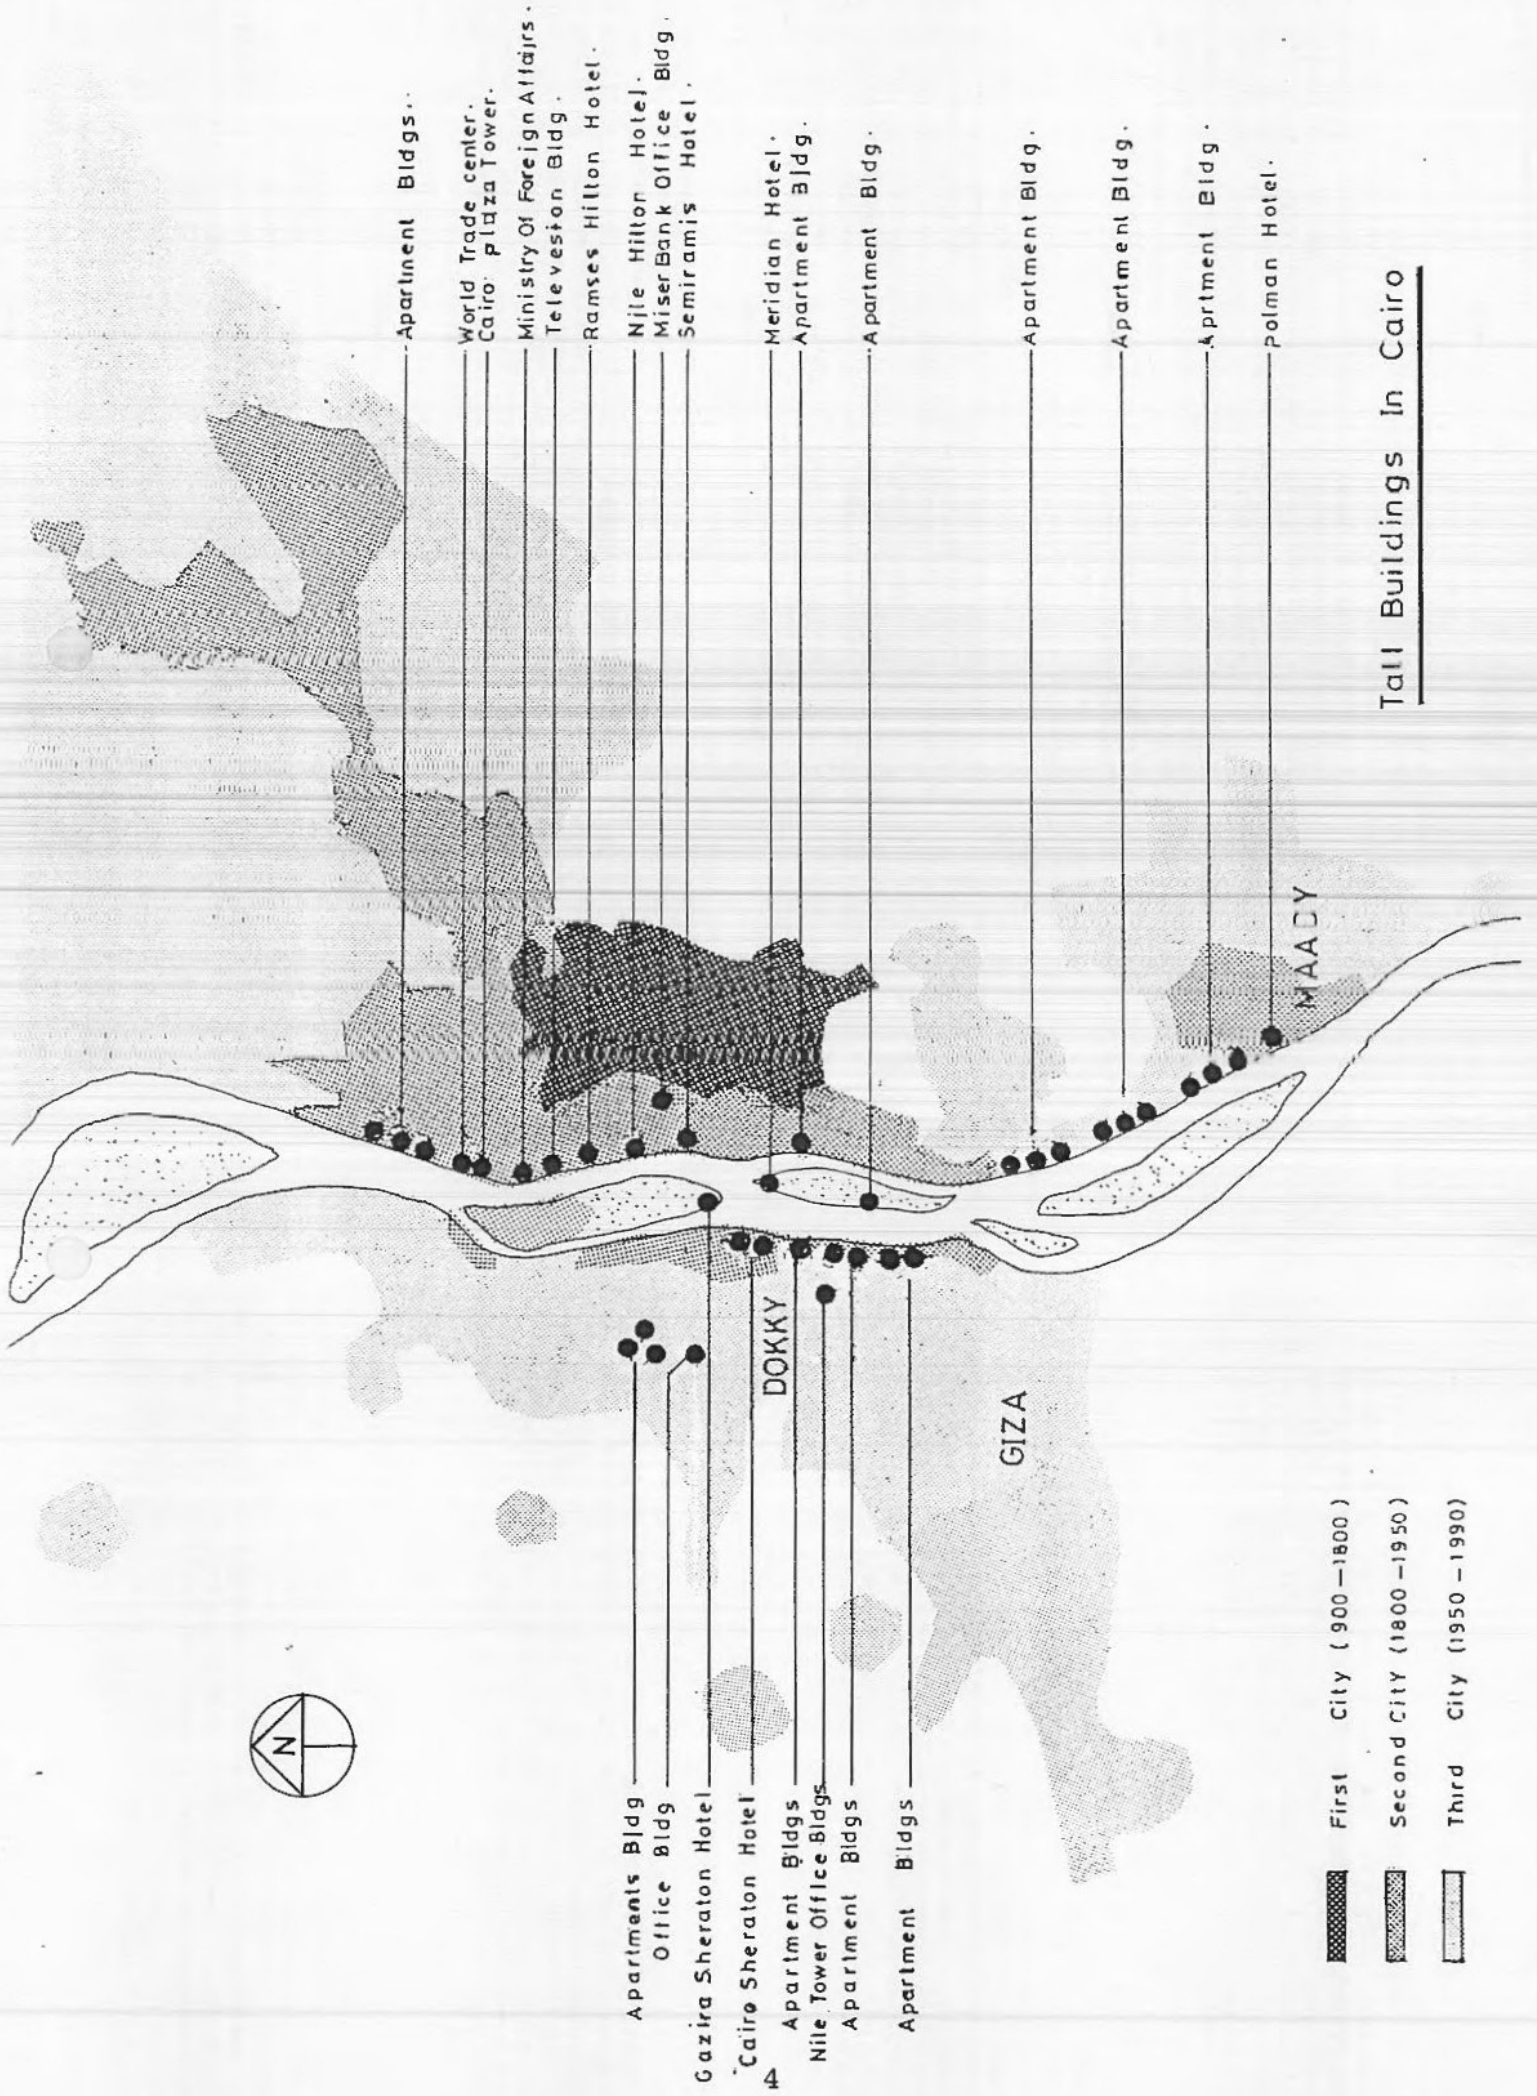 Apartment Bldgs..
World Trade center.
Cairo. plaza Tower.
Ministry Of Foreign Affairs.
Televesion Bldg.
Ramses Hilton Hotel.
Nile Hilton Hotel.
Miser Bank Office Bldg.
Semiramis Hotel.
Meridian Hotel.
Apartment Bldg.
Apartment Bldg.
Apartment Bldg.
Apartment Bldg.
Aprtment Bldg.
Polman Hotel.
MAADY
DOKKY
GIZA
N
Apartments Bldg
Office Bldg
Gazira Sheraton Hotel
Cairo Sheraton Hotel
Apartment Bldgs
Nile Tower Office Bldgs
Apartment Bldgs
Apartment Bldgs
First City (900-1800)
Second City (1800-1950)
Third City (1950-1990)
Tall Buildings In Cairo
4